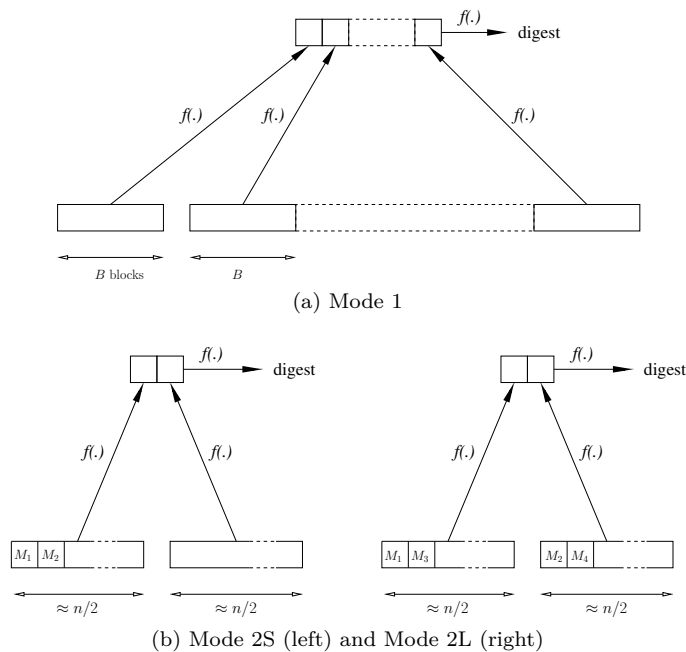 f(.)
digest
f(.)
f(.)
f(.)
B blocks
B
(a) Mode 1
f(.)
digest
f(.)
digest
f(.)
f(.)
f(.)
f(.)
M₁ M₂
M₁ M₃
M₂ M₄
≈ n/2
≈ n/2
≈ n/2
≈ n/2
(b) Mode 2S (left) and Mode 2L (right)